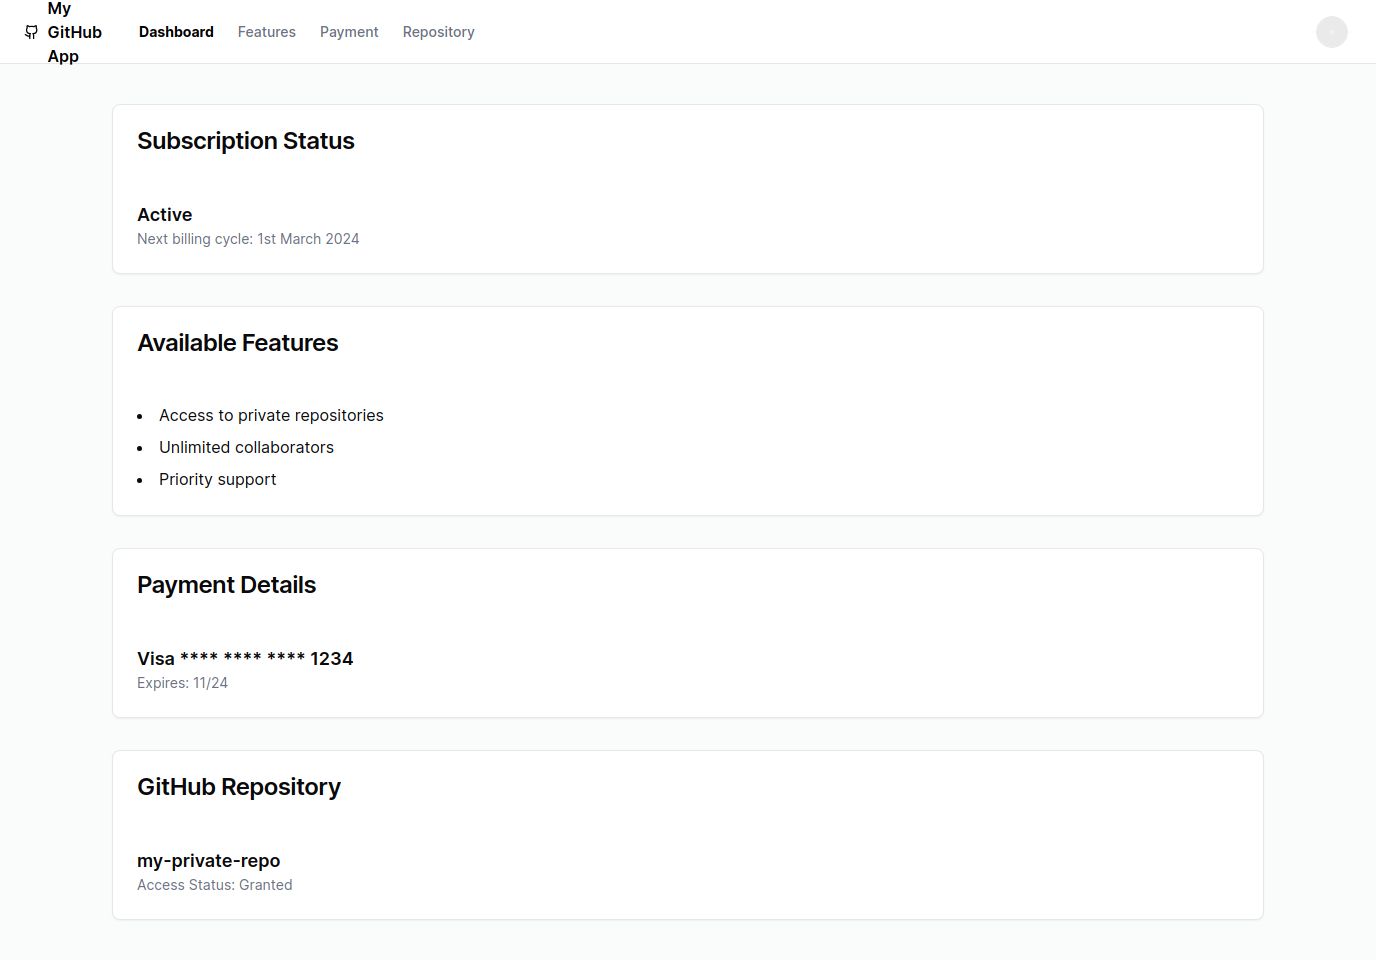 My
GitHub
App
Dashboard Features Payment Repository
Subscription Status
Active
Next billing cycle: 1st March 2024
Available Features
• Access to private repositories
• Unlimited collaborators
• Priority support
Payment Details
Visa **** **** **** 1234
Expires: 11/24
GitHub Repository
my-private-repo
Access Status: Granted